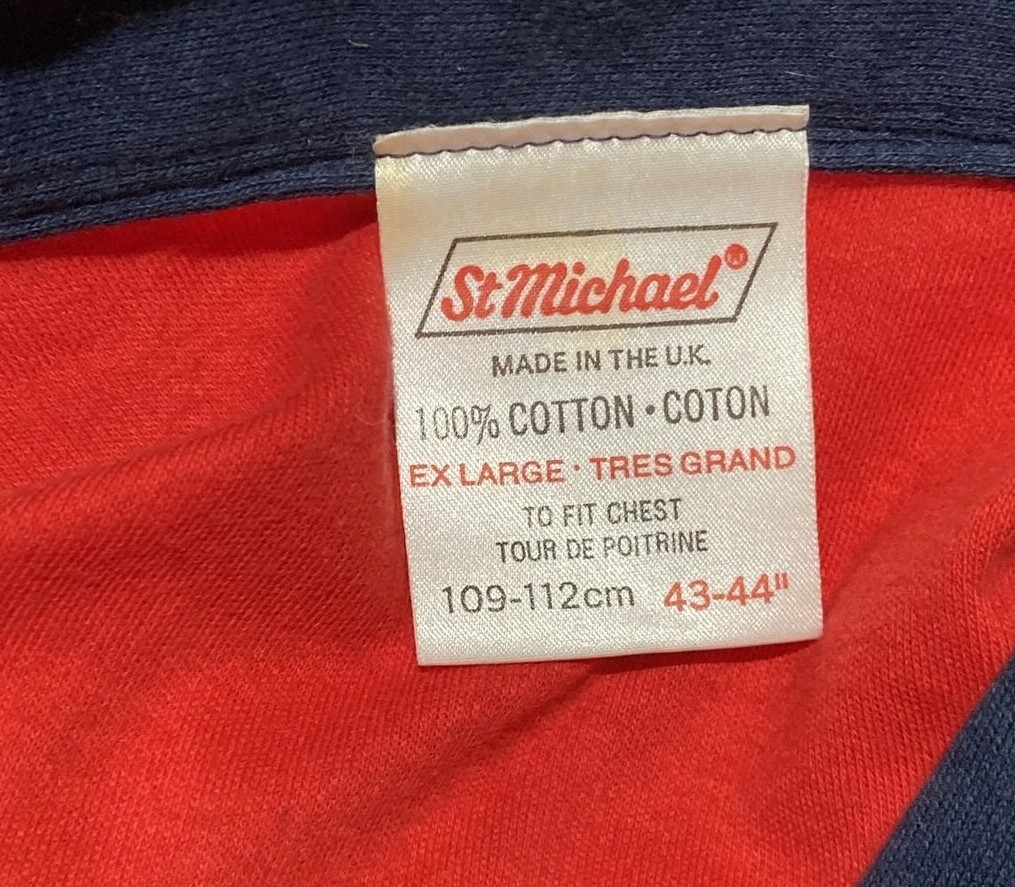 St Michael®
MADE IN THE U.K.
100% COTTON · COTON
EX LARGE · TRES GRAND
TO FIT CHEST
TOUR DE POITRINE
109-112cm 43-44"